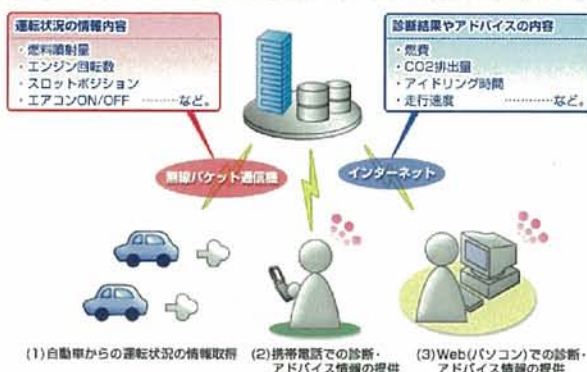 運転状況の情報内容
・燃料噴射量
・エンジン回転数
・スロットポジション
・エアコンON/OFF ………など。
診断結果やアドバイスの内容
・燃費
・CO2排出量
・アイドリング時間
・走行速度 …………など。
無線パケット通信機
インターネット
(1)自動車からの運転状況の情報取得
(2)携帯電話での診断・
アドバイス情報の提供
(3)Web(パソコン)での診断・
アドバイス情報の提供